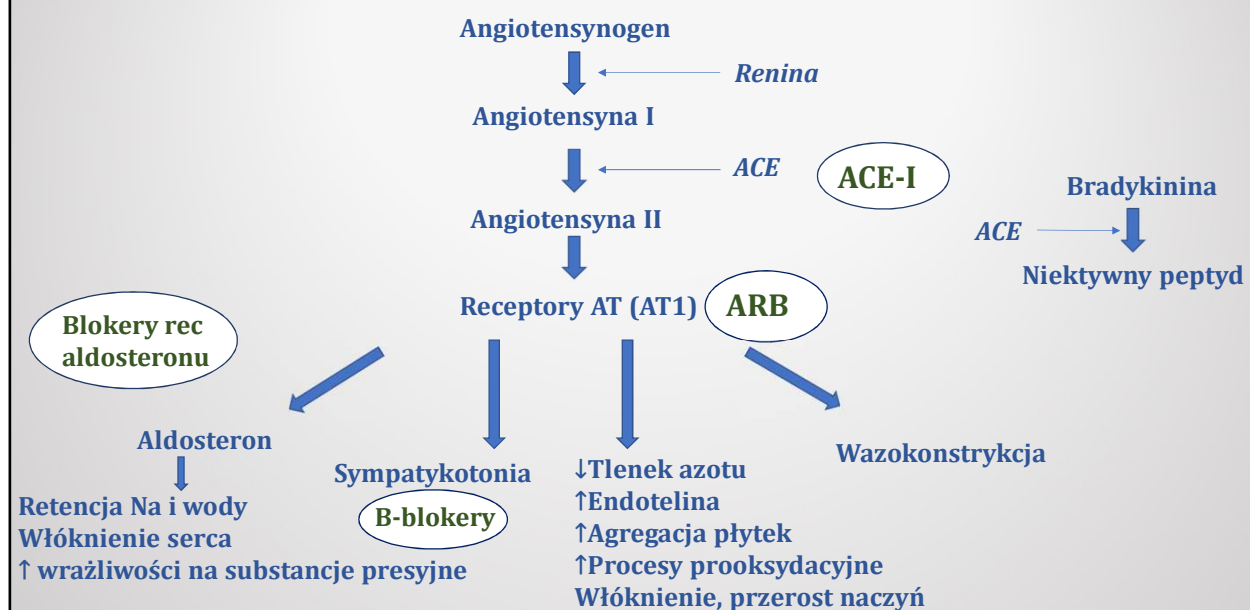 Angiotensynogen
Renina
Angiotensyna I
ACE
ACE-I
Bradykinina
Angiotensyna II
ACE
Niektywny peptyd
Receptory AT (AT1)
ARB
Blokery rec
aldosteronu
Aldosteron
Retencja Na i wody
Włóknienie serca
↑ wrażliwości na substancje presyjne
Sympatykotonia
B-blokery
↓Tlenek azotu
↑Endotelina
↑Agregacja płytek
↑Procesy prooksydacyjne
Włóknienie, przerost naczyń
Wazokonstrykcja